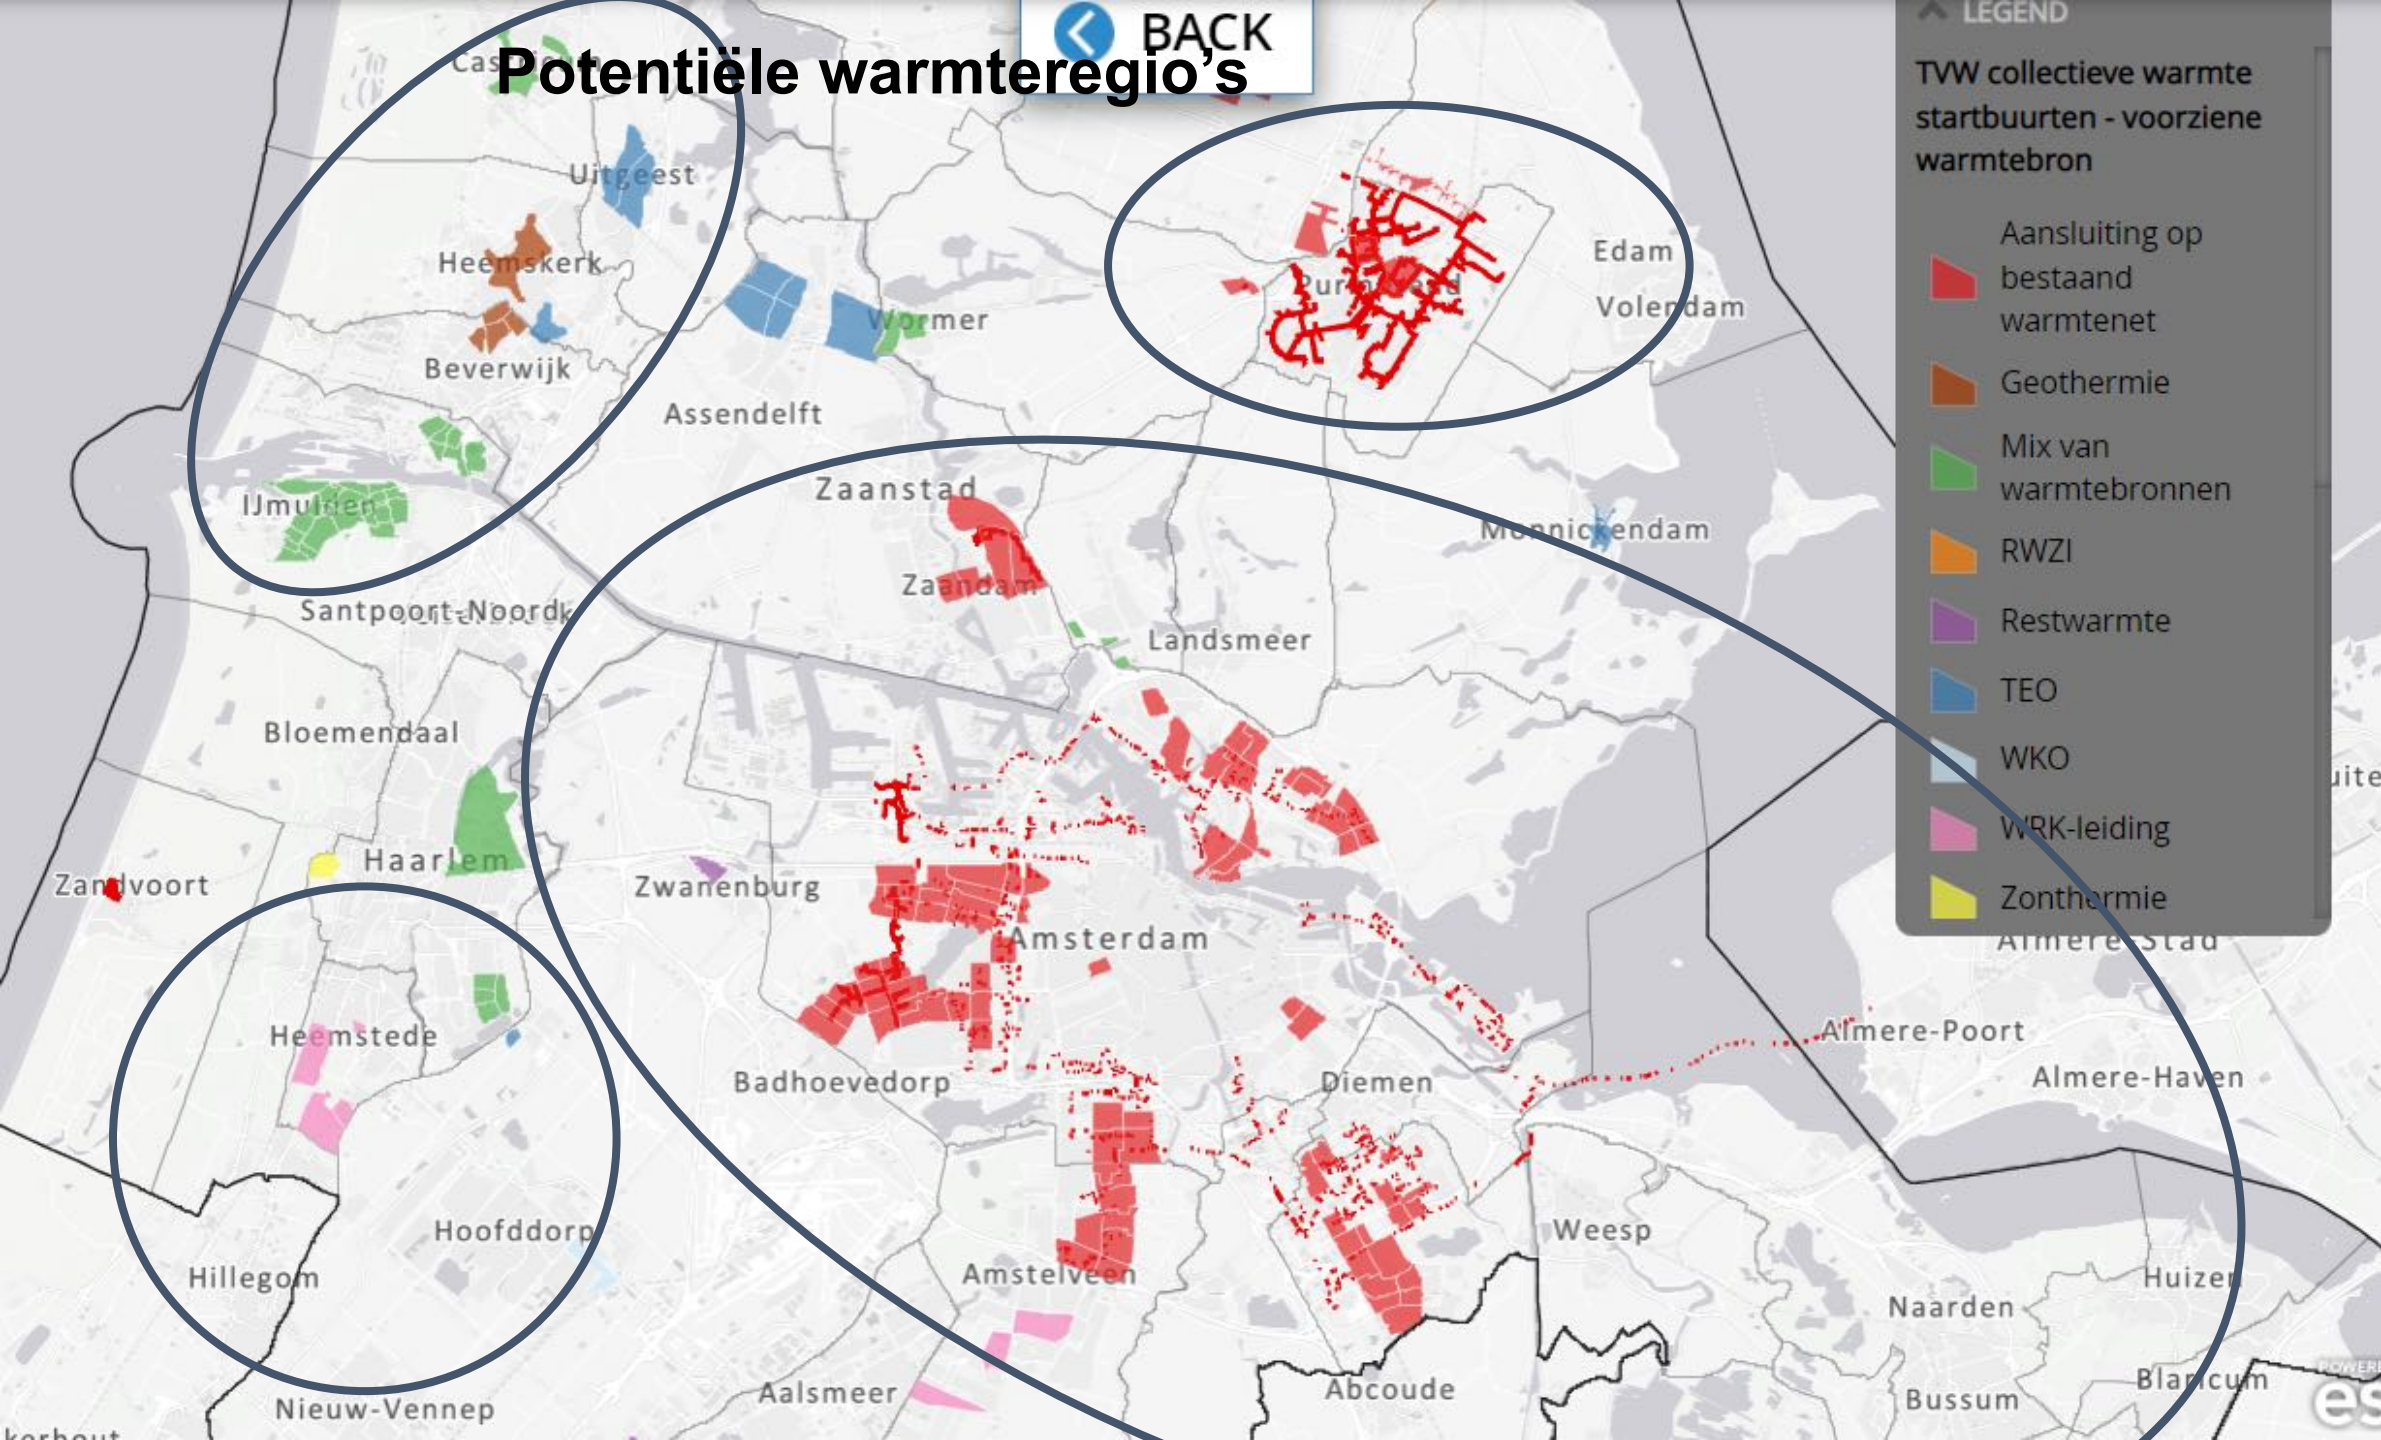 BACK
LEGEND
Potentiële warmteregio's
TVW collectieve warmte
startbuurten - voorziene
warmtebron
Aansluiting op
bestaand
warmtenet
Geothermie
Mix van
warmtebronnen
RWZI
Restwarmte
TEO
WKO
WRK-leiding
Zonthermie
Uitgeest
Heemskerk
Beverwijk
Wormer
Edam
Volendam
Assendelft
Zaanstad
IJmuiden
Monnickendam
Zaandam
Santpoort-Noord
Landsmeer
Bloemendaal
Haarlem
Zandvoort
Zwanenburg
Amsterdam
Almere-Stad
Heemstede
Almere-Poort
Badhoevedorp
Diemen
Almere-Haven
Hoofddorp
Weesp
Hillegom
Amstelveen
Huizen
Naarden
Nieuw-Vennep
Aalsmeer
Abcoude
Bussum
Blaricum